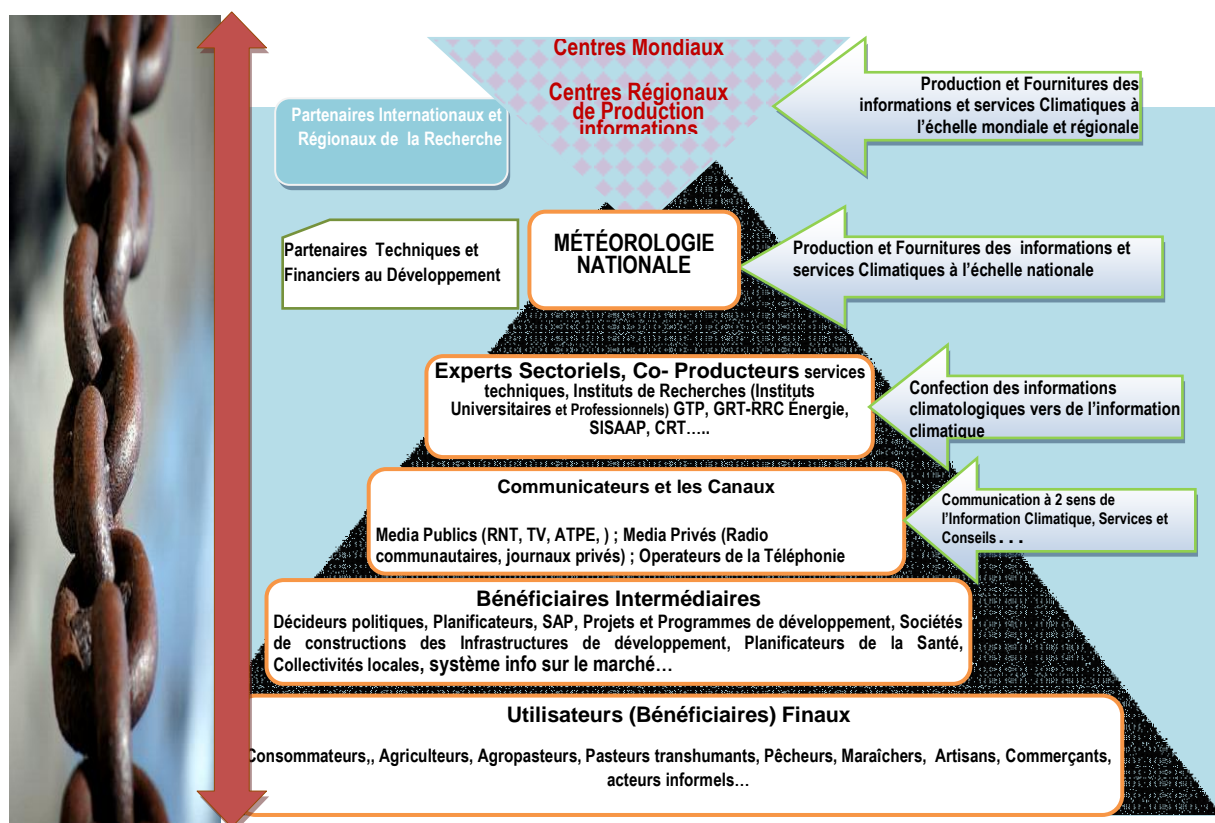 Centres Mondiaux
Centres Régionaux
de Production
informations
Production et Fournitures des
informations et services Climatiques à
l'échelle mondiale et régionale
Partenaires Internationaux et
Régionaux de la Recherche
Partenaires Techniques et
Financiers au Développement
MÉTÉOROLOGIE
NATIONALE
Production et Fournitures des informations et
services Climatiques à l'échelle nationale
Experts Sectoriels, Co- Producteurs services
techniques, Instituts de Recherches (Instituts
Universitaires et Professionnels) GTP, GRT-RRC Énergie,
SISAAP, CRT.....
Confection des informations
climatologiques vers de l'information
climatique
Communicateurs et les Canaux
Media Publics (RNT, TV, ATPE, ) ; Media Privés (Radio
communautaires, journaux privés) ; Operateurs de la Téléphonie
Communication à 2 sens de
l'Information Climatique, Services et
Conseils . . .
Bénéficiaires Intermédiaires
Décideurs politiques, Planificateurs, SAP, Projets et Programmes de développement, Sociétés
de constructions des Infrastructures de développement, Planificateurs de la Santé,
Collectivités locales, système info sur le marché…
Utilisateurs (Bénéficiaires) Finaux
Consommateurs,, Agriculteurs, Agropasteurs, Pasteurs transhumants, Pêcheurs, Maraîchers, Artisans, Commerçants,
acteurs informels…